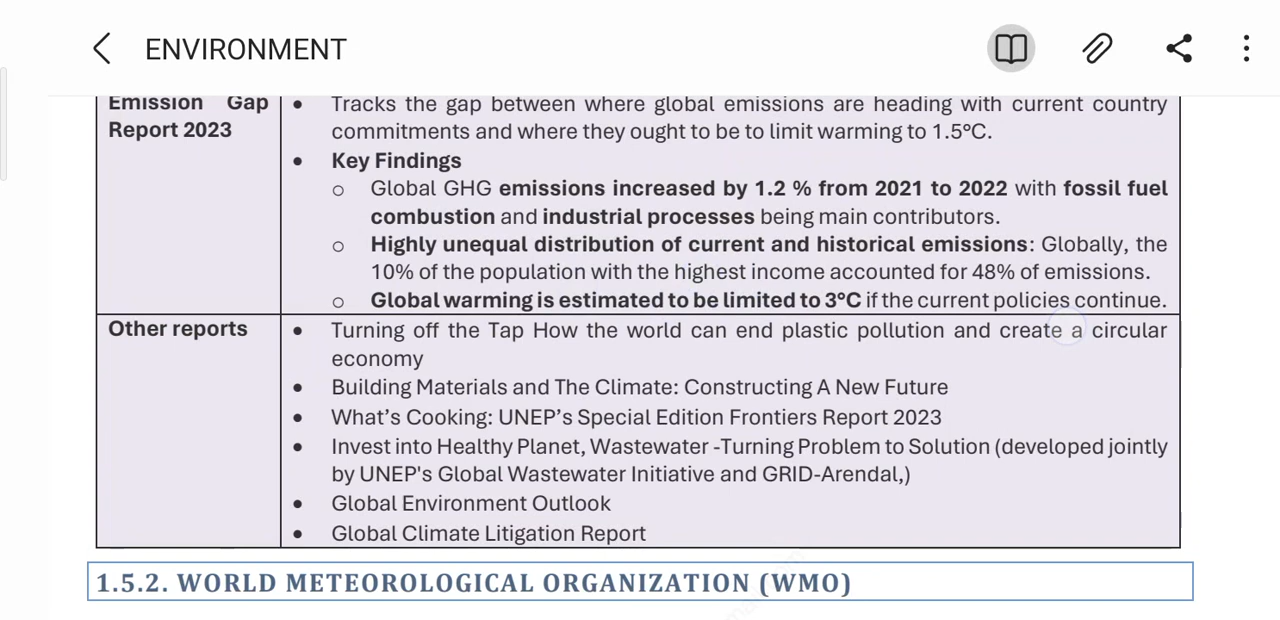 ENVIRONMENT
Emission Gap
Report 2023
• Tracks the gap between where global emissions are heading with current country
commitments and where they ought to be to limit warming to 1.5°C.
• Key Findings
o Global GHG emissions increased by 1.2 % from 2021 to 2022 with fossil fuel
combustion and industrial processes being main contributors.
o Highly unequal distribution of current and historical emissions: Globally, the
10% of the population with the highest income accounted for 48% of emissions.
o Global warming is estimated to be limited to 3°C if the current policies continue.
Other reports
• Turning off the Tap How the world can end plastic pollution and create a circular
economy
• Building Materials and The Climate: Constructing A New Future
• What's Cooking: UNEP's Special Edition Frontiers Report 2023
• Invest into Healthy Planet, Wastewater -Turning Problem to Solution (developed jointly
by UNEP's Global Wastewater Initiative and GRID-Arendal,)
• Global Environment Outlook
• Global Climate Litigation Report
1.5.2. WORLD METEOROLOGICAL ORGANIZATION (WMO)